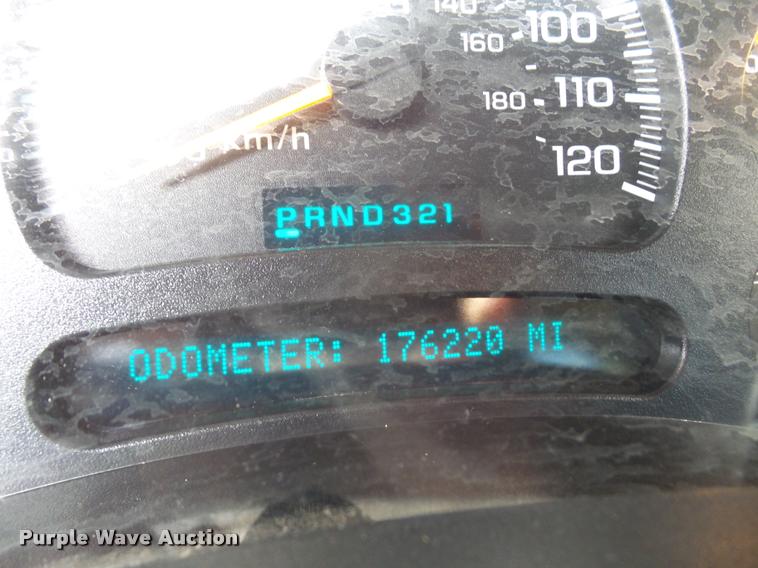 140
160 100
180 110
120
km/h
PRND321
ODOMETER: 176220 MI
Purple Wave Auction